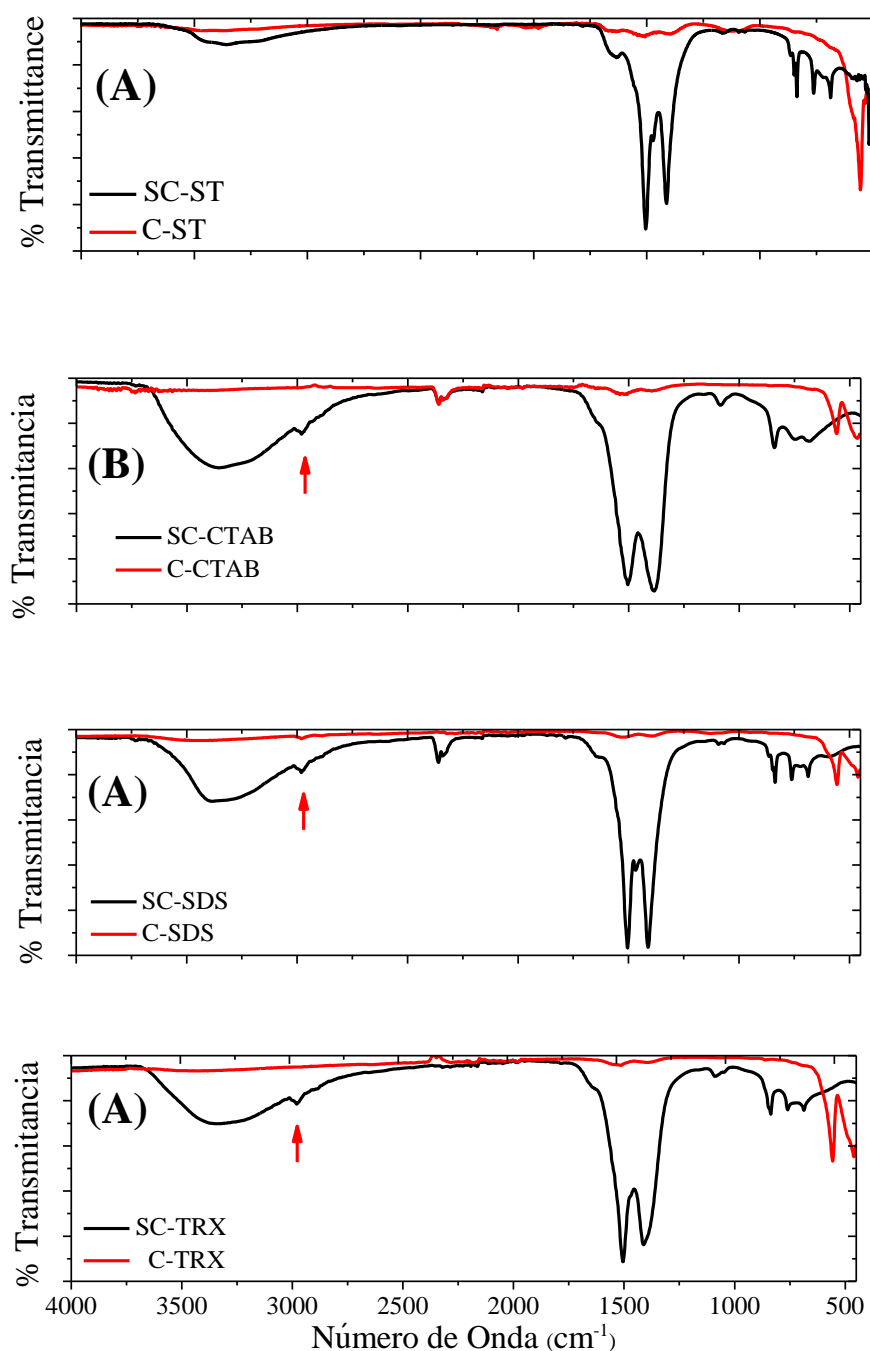 % Transmittance
(A)
SC-ST
C-ST
% Transmitancia
(B)
SC-CTAB
C-CTAB
% Transmitancia
(A)
SC-SDS
C-SDS
% Transmitancia
(A)
SC-TRX
C-TRX
4000 3500 3000 2500 2000 1500 1000 500
Número de Onda (cm⁻¹)